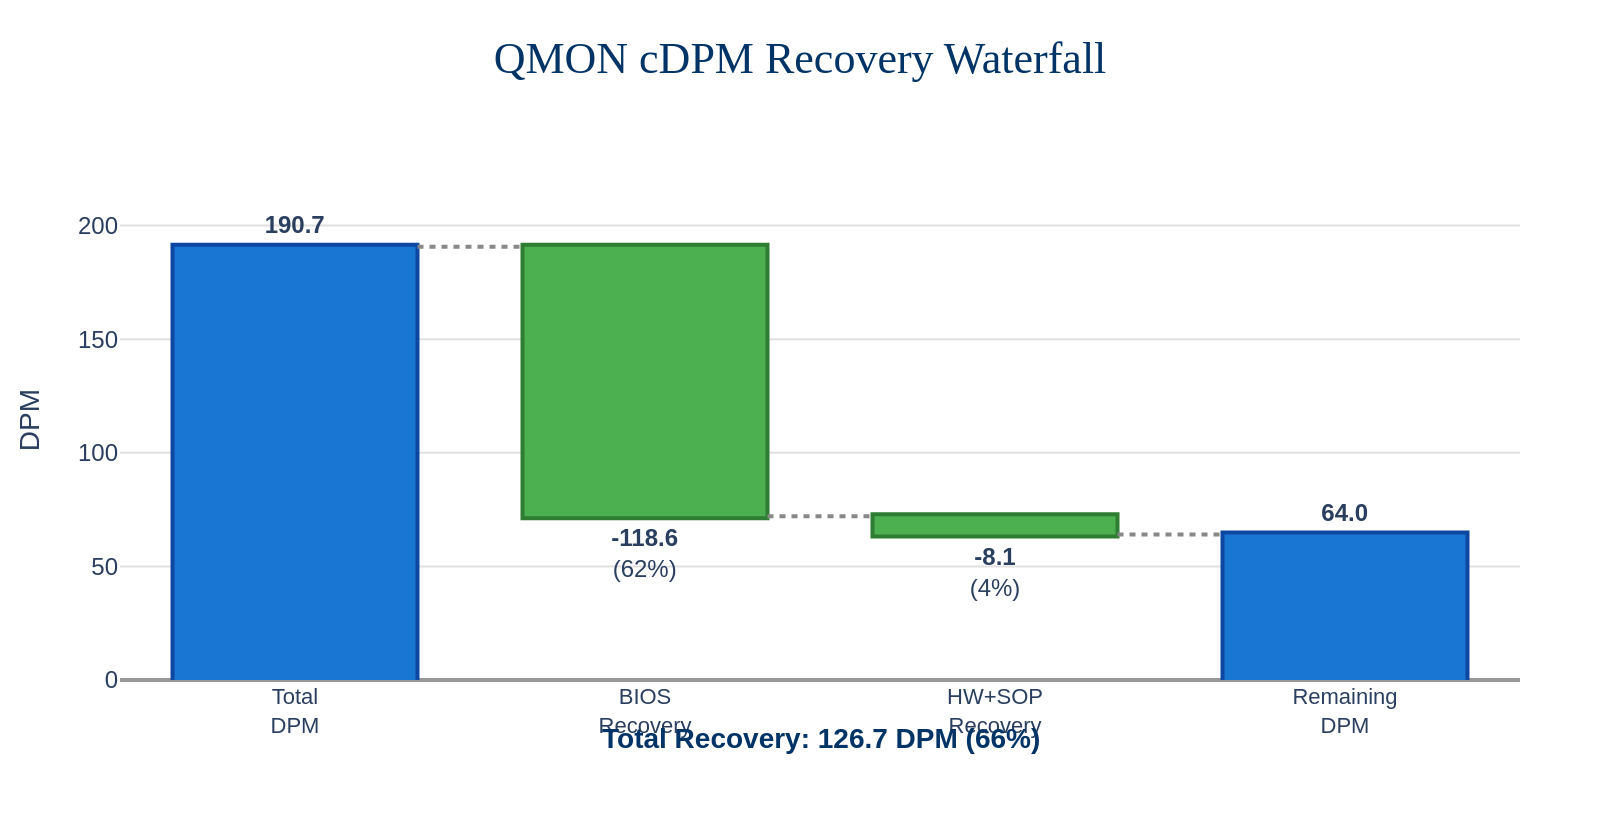 QMON cDPM Recovery Waterfall
DPM
200
150
100
50
0
190.7
-118.6
(62%)
-8.1
(4%)
64.0
Total
DPM
BIOS
Recovery
HW+SOP
Recovery
Remaining
DPM
Total Recovery: 126.7 DPM (66%)